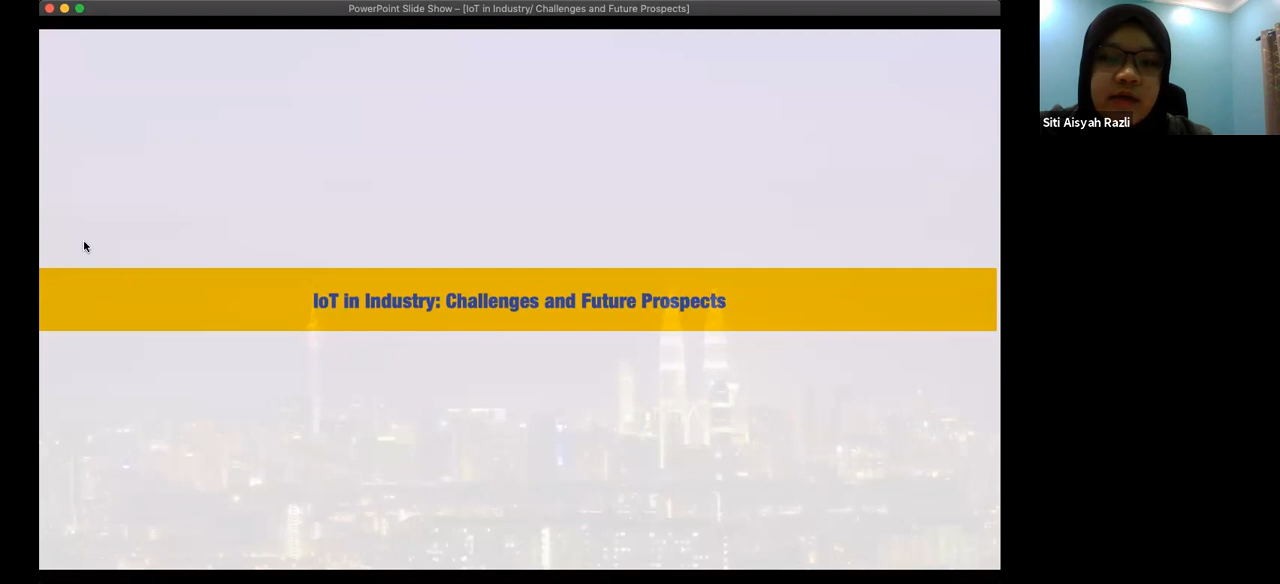 PowerPoint Slide Show – [IoT in Industry/ Challenges and Future Prospects]
IoT in Industry: Challenges and Future Prospects
Siti Aisyah Razli